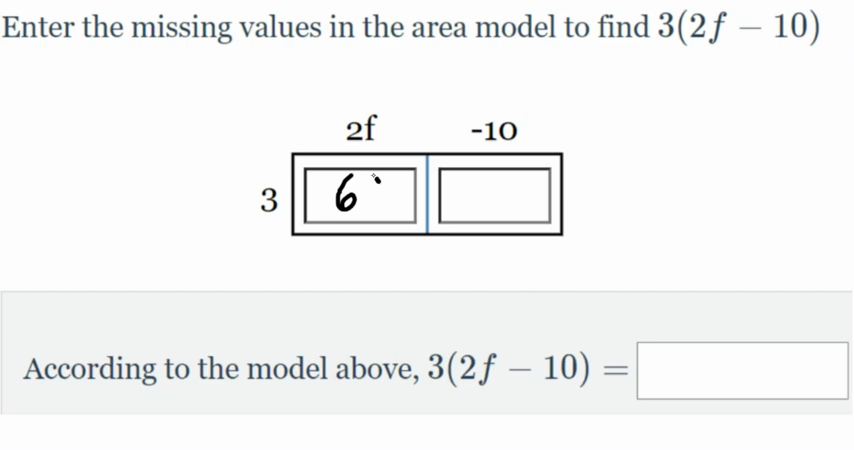 Enter the missing values in the area model to find 3(2f − 10)
2f -10
3 6
According to the model above, 3(2f − 10) =